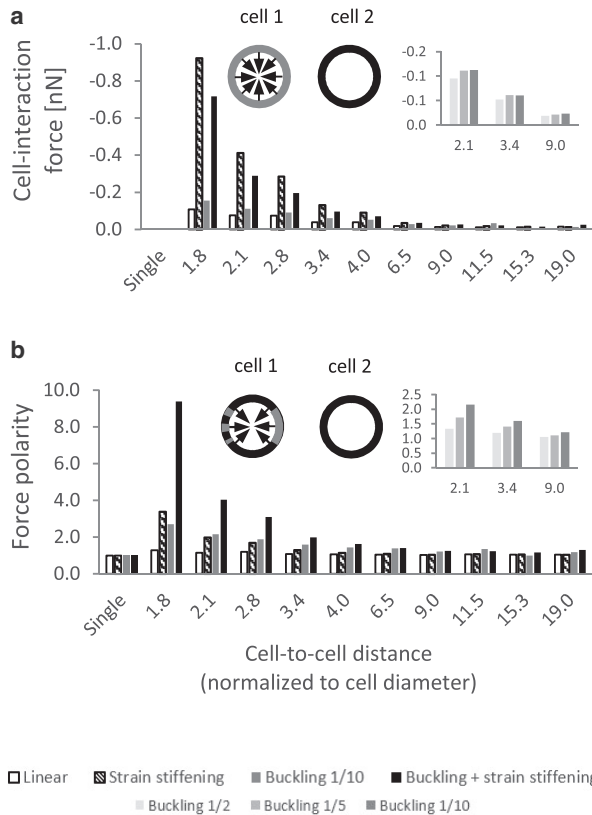 a
cell 1 cell 2
Cell-interaction
force [nN]
-1.0
-0.8
-0.6
-0.4
-0.2
0.0
-0.2
-0.1
-0.1
0.0
2.1 3.4 9.0
Single 1.8 2.1 2.8 3.4 4.0 6.5 9.0 11.5 15.3 19.0
b
cell 1 cell 2
Force polarity
10.0
8.0
6.0
4.0
2.0
0.0
2.5
2.0
1.5
1.0
0.5
0.0
2.1 3.4 9.0
Single 1.8 2.1 2.8 3.4 4.0 6.5 9.0 11.5 15.3 19.0
Cell-to-cell distance
(normalized to cell diameter)
Linear Strain stiffening Buckling 1/10 Buckling + strain stiffening
Buckling 1/2 Buckling 1/5 Buckling 1/10